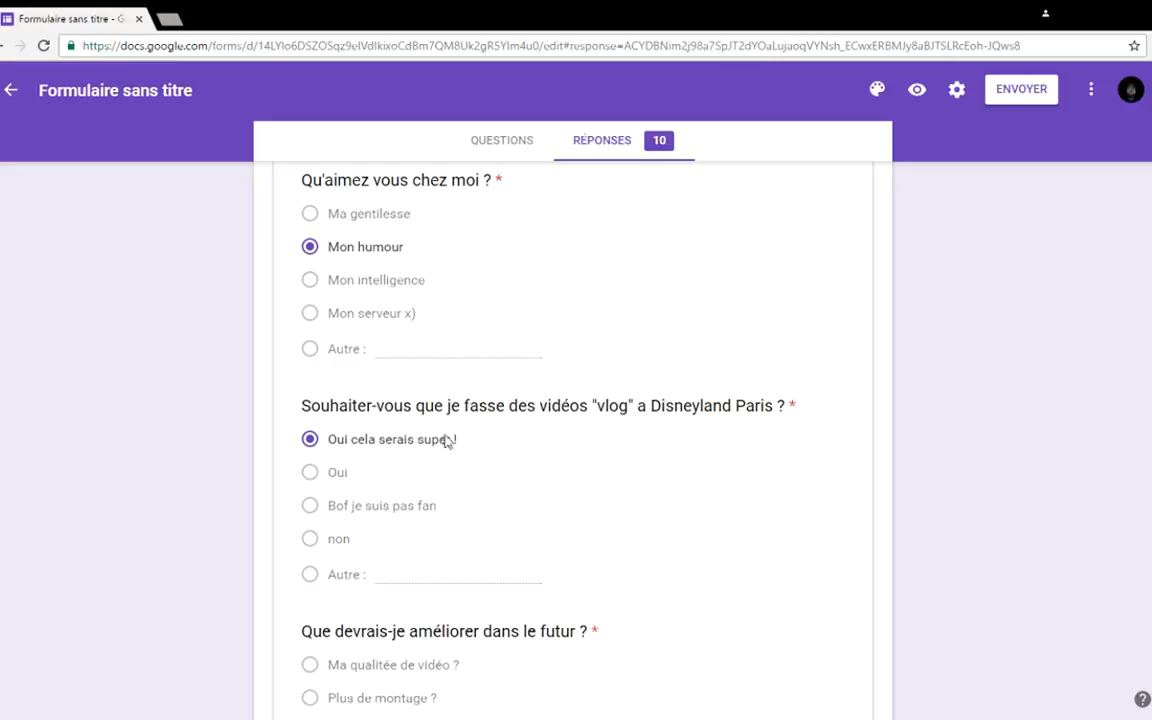 Formulaire sans titre - G
https://docs.google.com/forms/d/14LYlo6DSZOSqz9elVdlkixoCdBm7QM8Uk2gR5Ylm4u0/edit#response=ACYDBNim2j98a7SpJT2dYOaLujaoqVYNsh_ECwxERBMJy8aBJTSLRcEoh-JQws8
Formulaire sans titre
ENVOYER
QUESTIONS RÉPONSES 10
Qu'aimez vous chez moi ? *
Ma gentilesse
Mon humour
Mon intelligence
Mon serveur x)
Autre :
Souhaiter-vous que je fasse des vidéos "vlog" a Disneyland Paris ? *
Oui cela serais super !
Oui
Bof je suis pas fan
non
Autre :
Que devrais-je améliorer dans le futur ? *
Ma qualitée de vidéo ?
Plus de montage ?